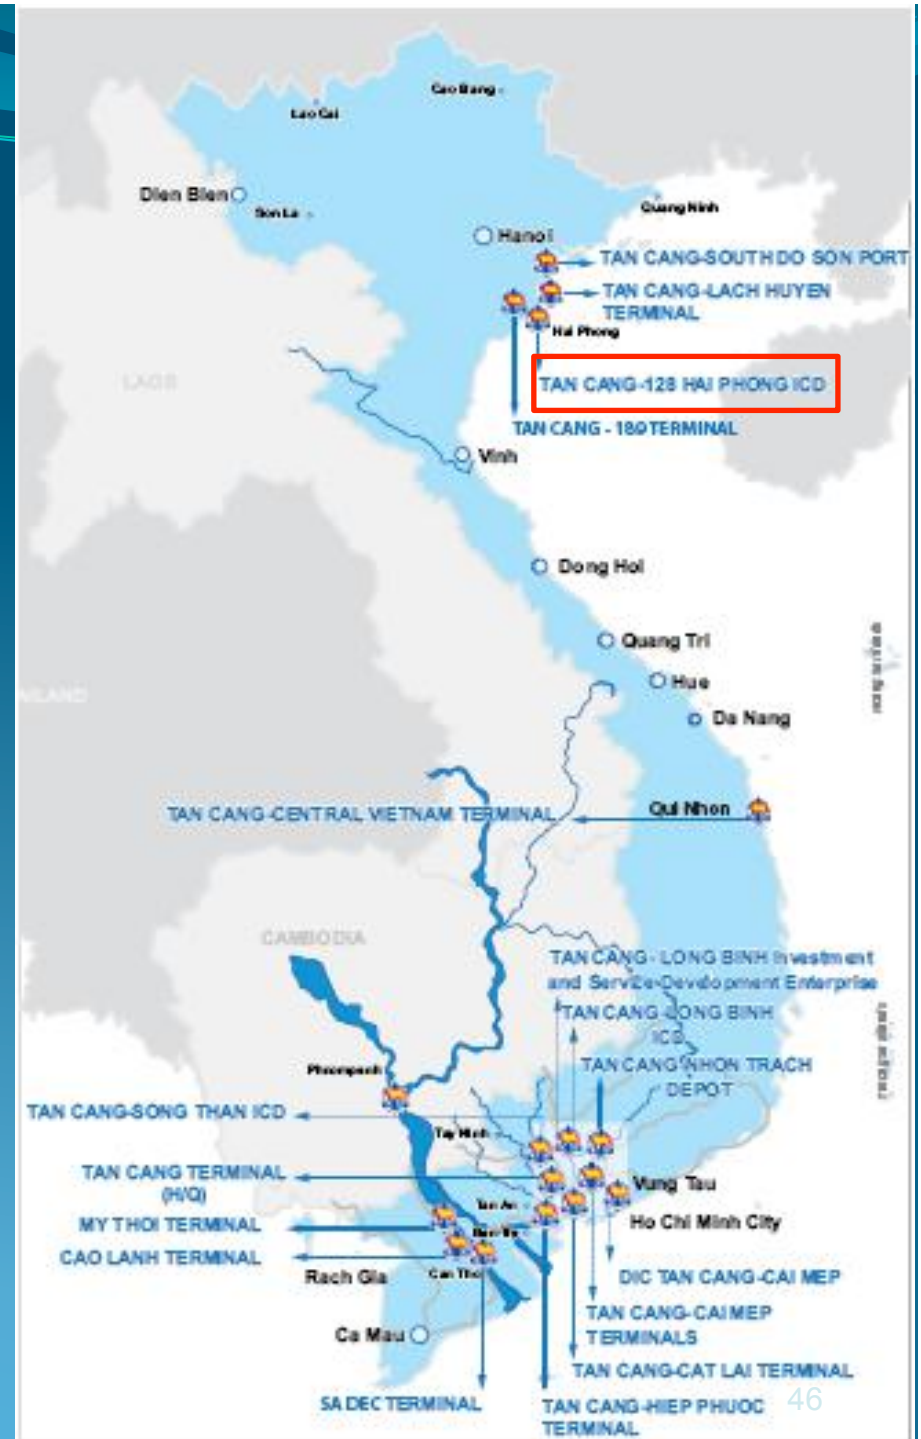 Cao Bang
Lao Cai
Dien Bien
Son La
Quang Ninh
Hanoi
TAN CANG-SOUTH DO SON PORT
TAN CANG-LACH HUYEN
TERMINAL
Hai Phong
LAOS
TAN CANG-128 HAI PHONG ICD
TAN CANG - 189 TERMINAL
Vinh
Dong Hoi
Quang Tri
Hue
Da Nang
TAN CANG-CENTRAL VIETNAM TERMINAL
Qui Nhon
CAMBODIA
TAN CANG - LONG BINH Investment
and Service Development Enterprise
TAN CANG-LONG BINH
ICD
TAN CANG-NHON TRACH
DEPOT
Phnompenh
TAN CANG-SONG THAN ICD
Tay Ninh
TAN CANG TERMINAL
(H/Q)
Vung Tau
Tan An
MY THOI TERMINAL
Ho Chi Minh City
CAO LANH TERMINAL
Rach Gia
Can Tho
DIC TAN CANG-CAI MEP
TAN CANG-CAI MEP
TERMINALS
Ca Mau
TAN CANG-CAT LAI TERMINAL
SA DEC TERMINAL
TAN CANG-HIEP PHUOC
TERMINAL
46